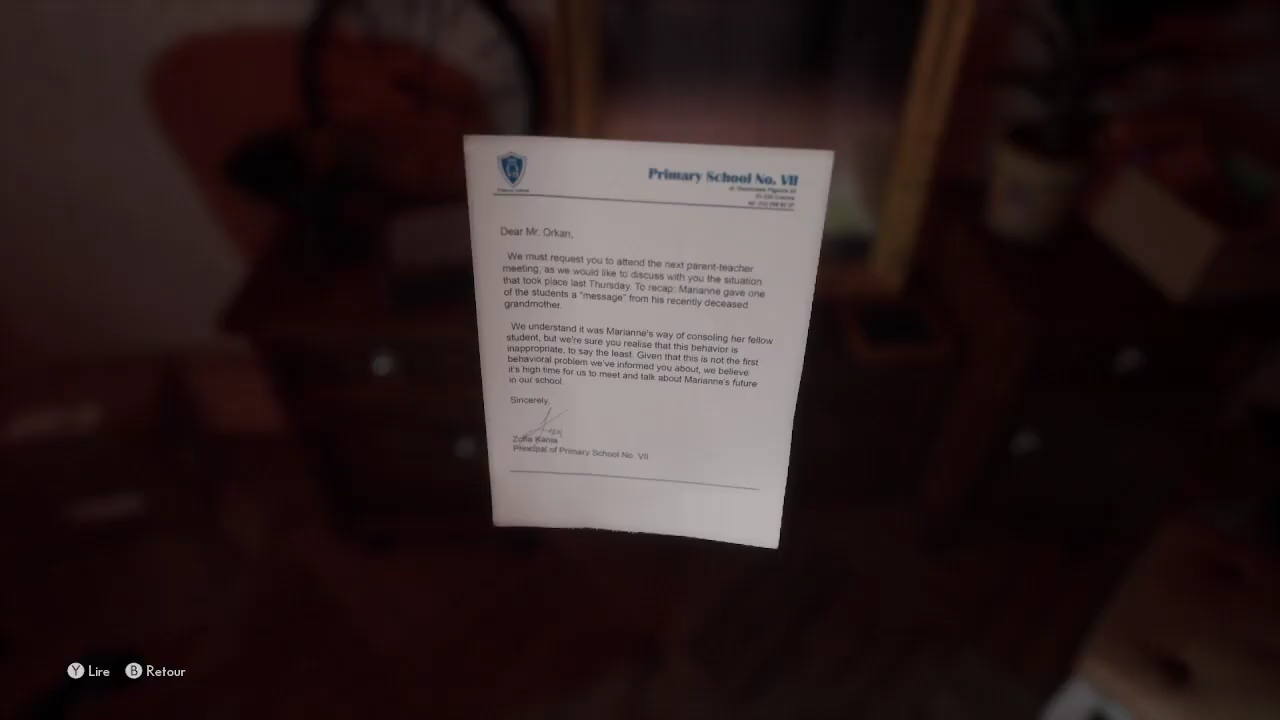 Primary School No. VII
Dear Mr. Orkan,
We must request you to attend the next parent-teacher
meeting, as we would like to discuss with you the situation
that took place last Thursday. To recap: Marianne gave one
of the students a "message" from his recently deceased
grandmother.
We understand it was Marianne's way of consoling her fellow
student, but we're sure you realise that this behavior is
inappropriate, to say the least. Given that this is not the first
behavioral problem we've informed you about, we believe
it's high time for us to meet and talk about Marianne's future
in our school.
Sincerely,
Zofia Kania
Principal of Primary School No. VII
Y Lire B Retour